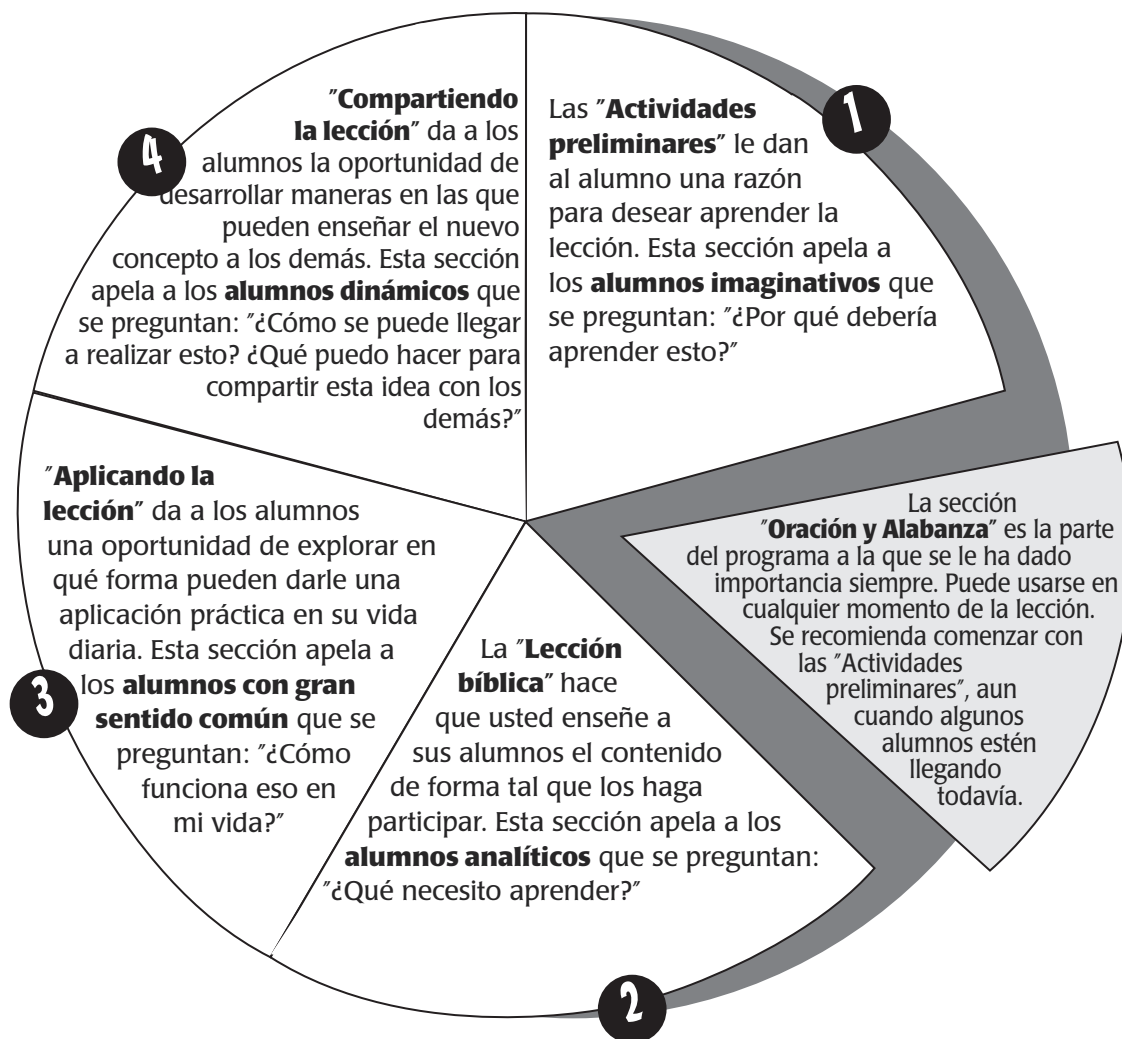 1
Las "Actividades
preliminares" le dan
al alumno una razón
para desear aprender la
lección. Esta sección apela a
los alumnos imaginativos que
se preguntan: "¿Por qué debería
aprender esto?"
La sección
"Oración y Alabanza" es la parte
del programa a la que se le ha dado
importancia siempre. Puede usarse en
cualquier momento de la lección.
Se recomienda comenzar con
las "Actividades
preliminares", aun
cuando algunos
alumnos estén
llegando
todavía.
2
La "Lección
bíblica" hace
que usted enseñe a
sus alumnos el contenido
de forma tal que los haga
participar. Esta sección apela a los
alumnos analíticos que se preguntan:
"¿Qué necesito aprender?"
3
"Aplicando la
lección" da a los alumnos
una oportunidad de explorar en
qué forma pueden darle una
aplicación práctica en su vida
diaria. Esta sección apela a
los alumnos con gran
sentido común que se
preguntan: "¿Cómo
funciona eso en
mi vida?"
4
"Compartiendo
la lección" da a los
alumnos la oportunidad de
desarrollar maneras en las que
pueden enseñar el nuevo
concepto a los demás. Esta sección
apela a los alumnos dinámicos que
se preguntan: "¿Cómo se puede llegar
a realizar esto? ¿Qué puedo hacer para
compartir esta idea con los
demás?"